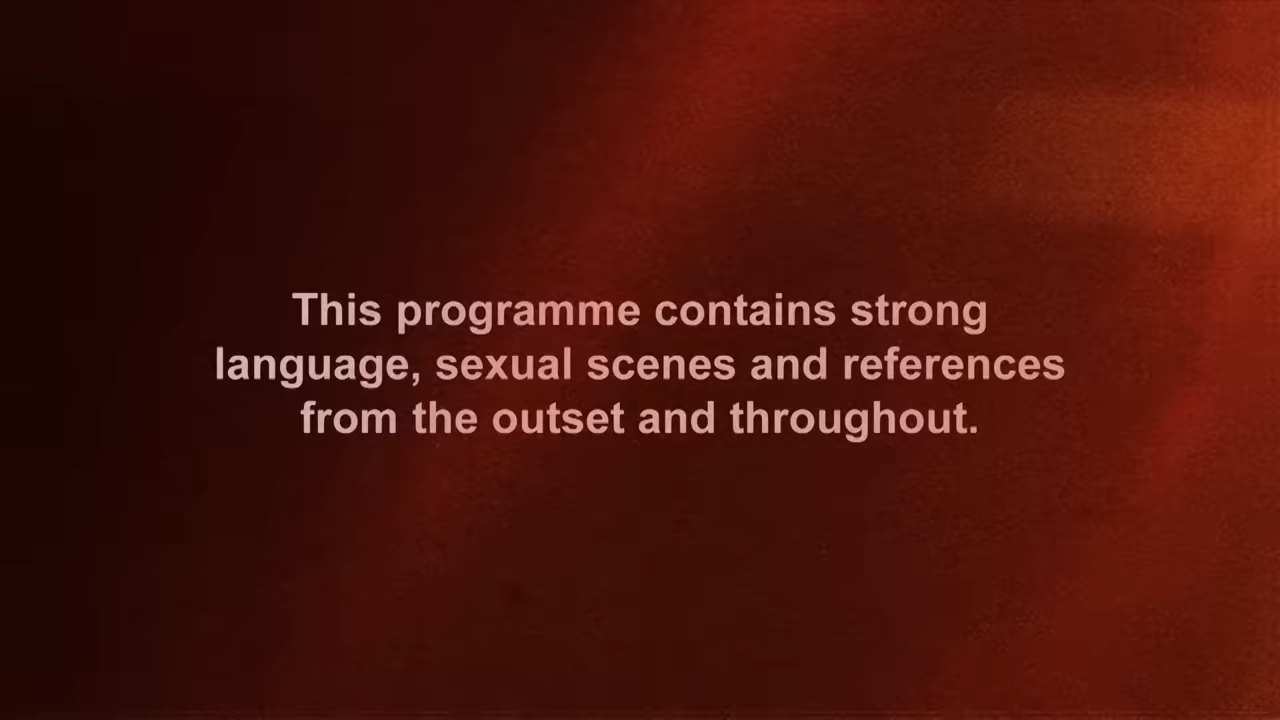 This programme contains strong
language, sexual scenes and references
from the outset and throughout.